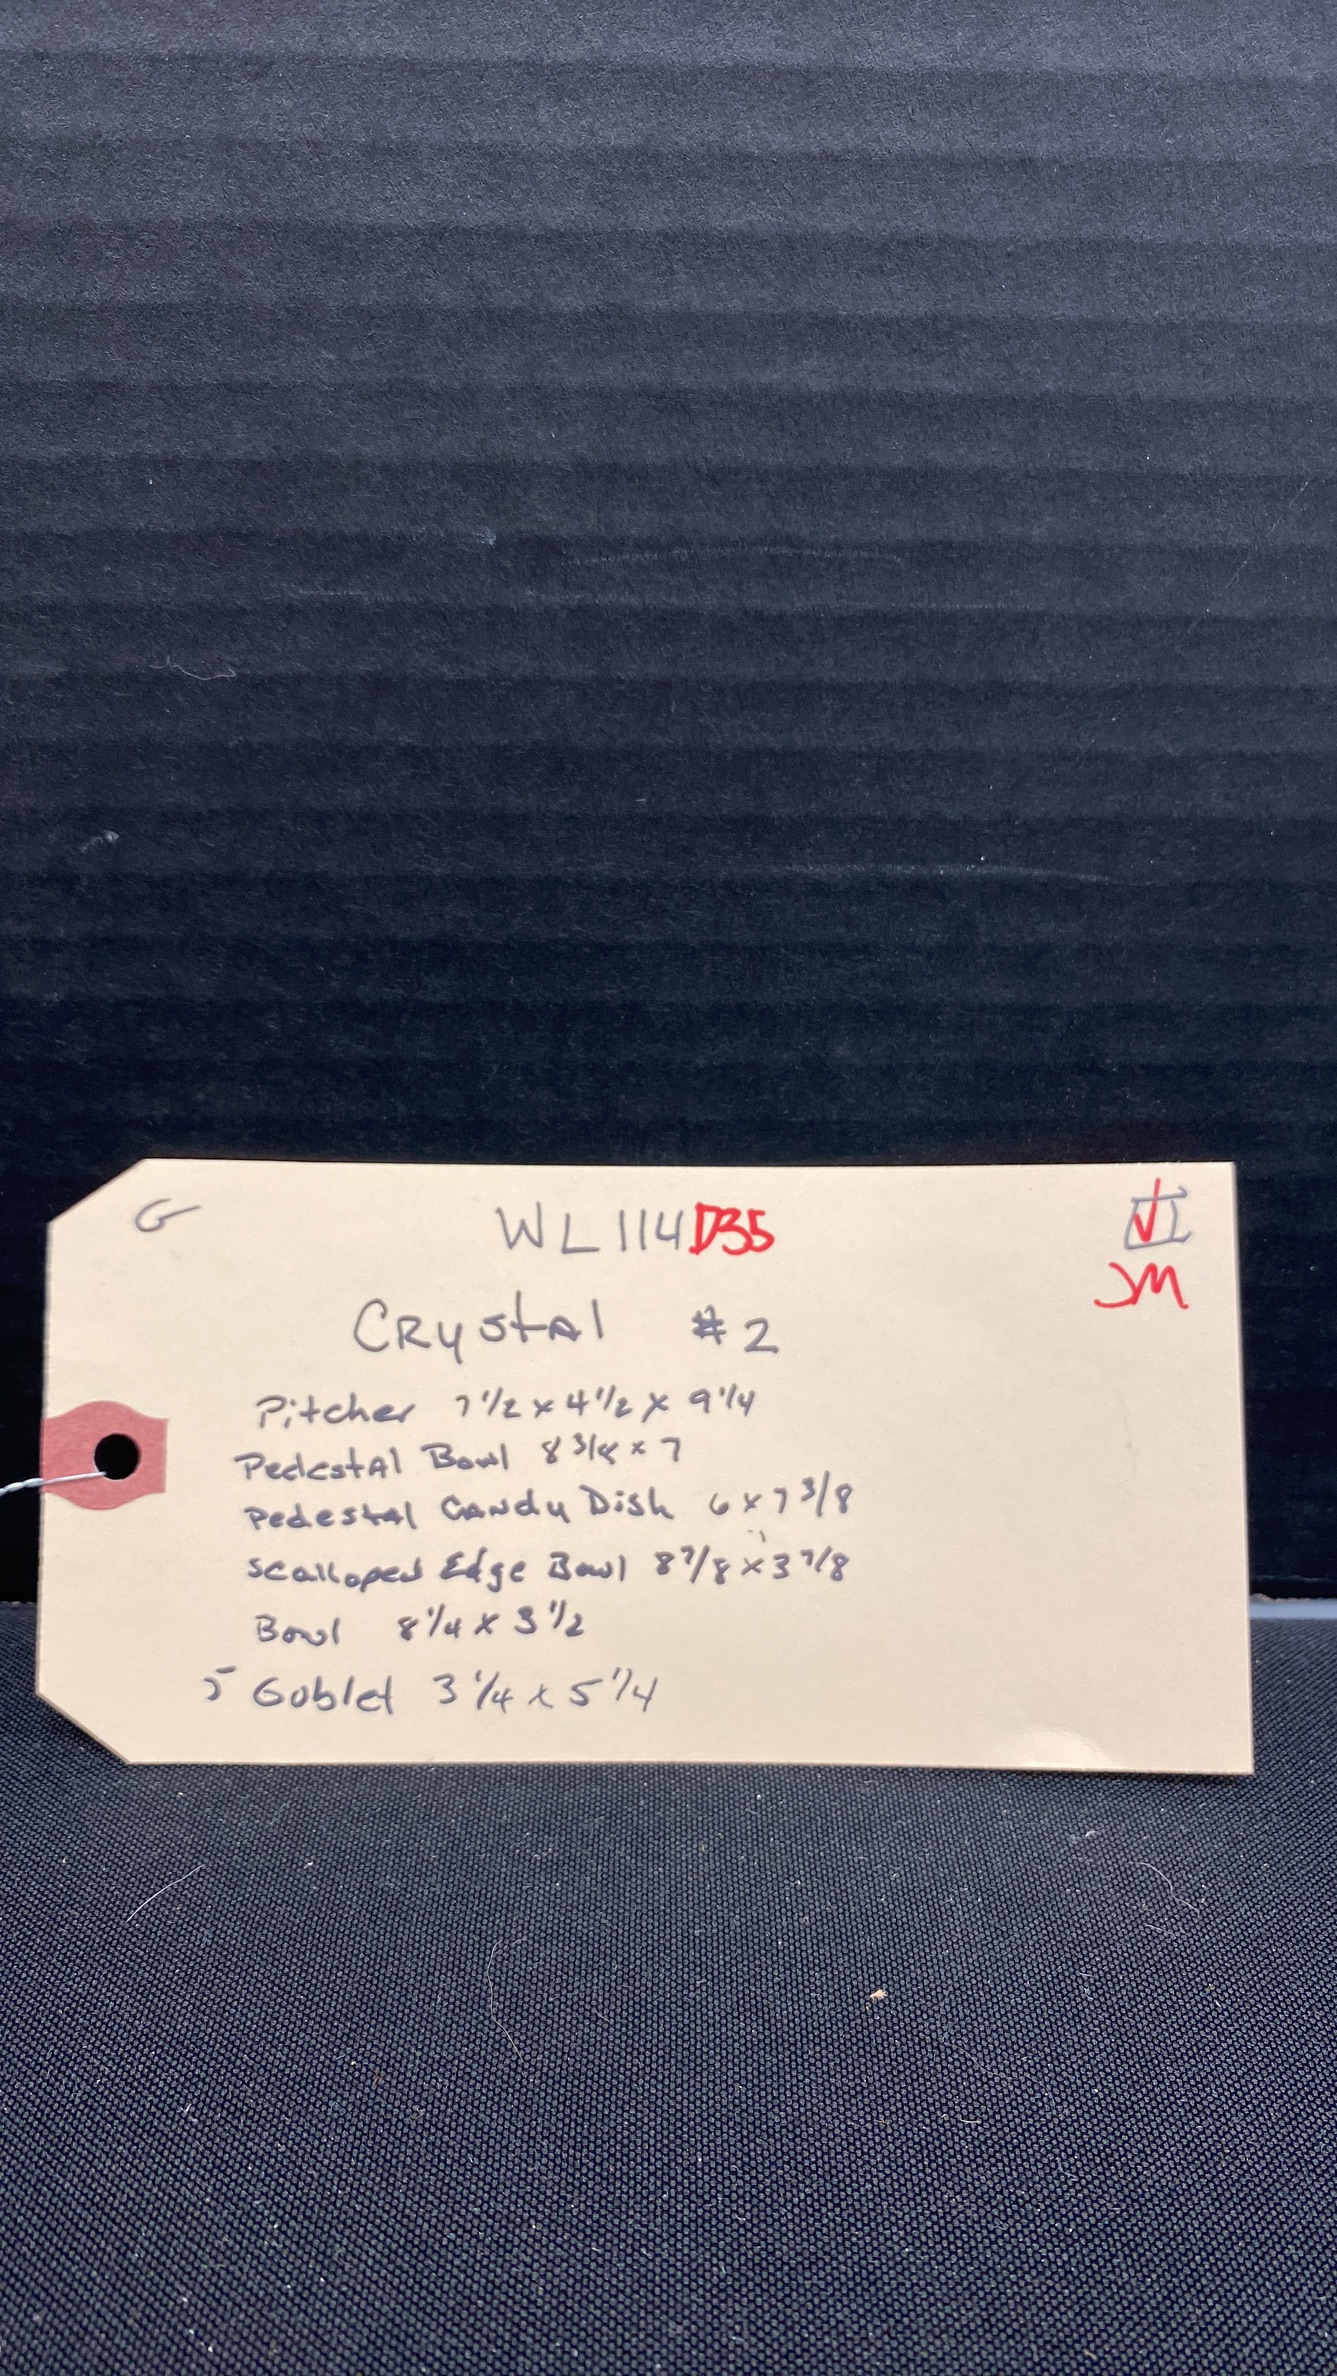 G WL114D35
JM
Crystal #2
Pitcher 7 1/2 x 4 1/2 x 9 1/4
Pedestal Bowl 8 3/8 x 7
Pedestal Candy Dish 6 x 7 3/8
Scalloped Edge Bowl 8 7/8 x 3 7/8
Bowl 8 1/4 x 3 1/2
5 Goblet 3 1/4 x 5 1/4